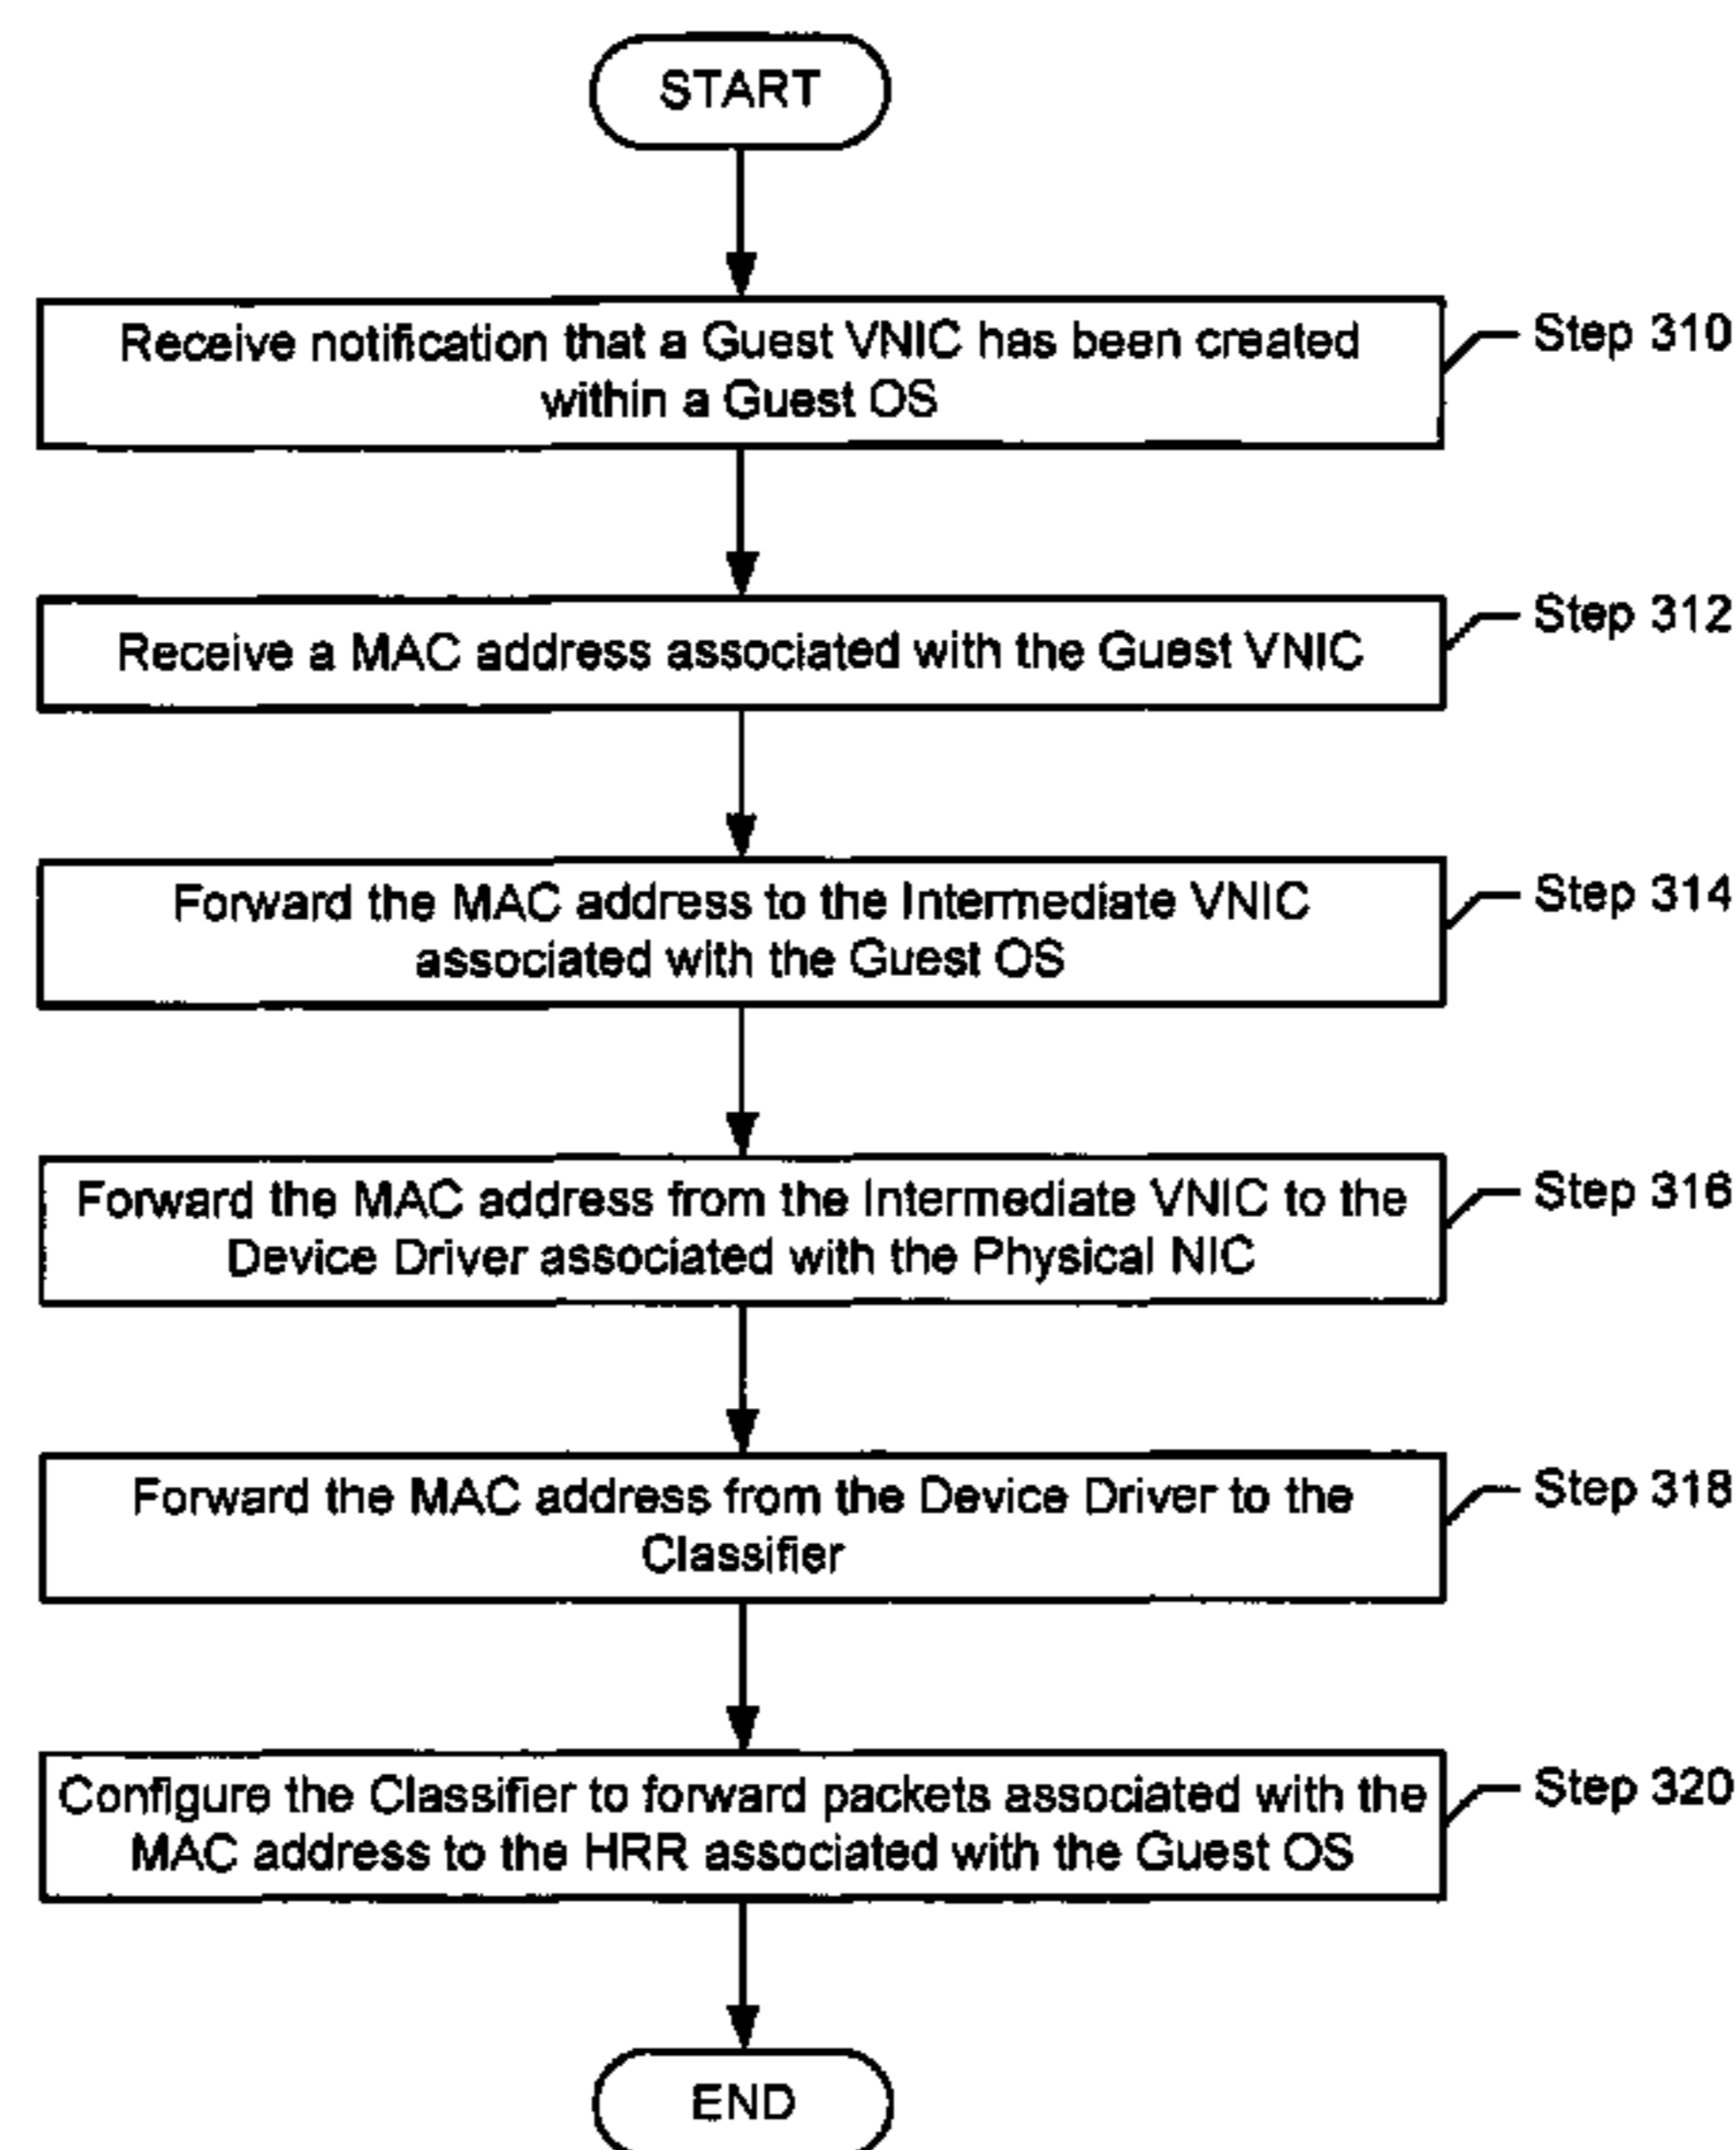 START
Receive notification that a Guest VNIC has been created
within a Guest OS
Step 310
Receive a MAC address associated with the Guest VNIC
Step 312
Forward the MAC address to the Intermediate VNIC
associated with the Guest OS
Step 314
Forward the MAC address from the Intermediate VNIC to the
Device Driver associated with the Physical NIC
Step 316
Forward the MAC address from the Device Driver to the
Classifier
Step 318
Configure the Classifier to forward packets associated with the
MAC address to the HRR associated with the Guest OS
Step 320
END